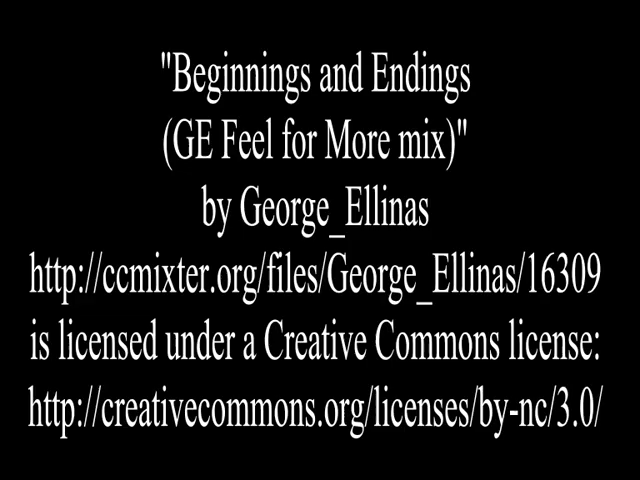 "Beginnings and Endings
(GE Feel for More mix)"
by George_Ellinas
http://ccmixter.org/files/George_Ellinas/16309
is licensed under a Creative Commons license:
http://creativecommons.org/licenses/by-nc/3.0/